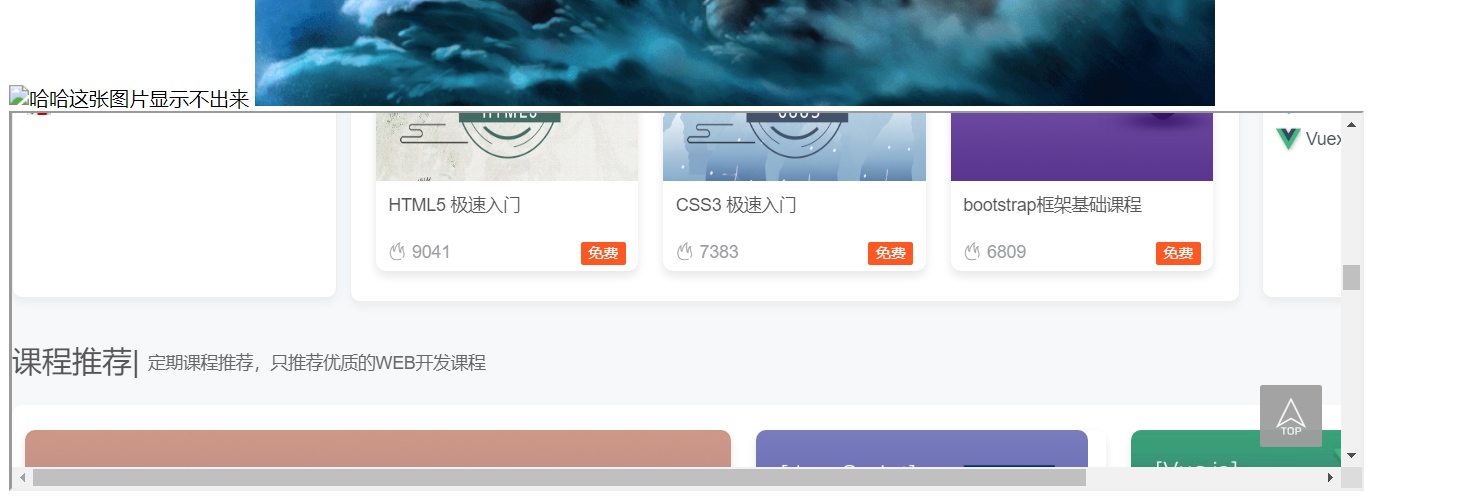 哈哈这张图片显示不出来
Vuex
HTML5 极速入门
CSS3 极速入门
bootstrap框架基础课程
9041 免费
7383 免费
6809 免费
课程推荐| 定期课程推荐，只推荐优质的WEB开发课程
TOP